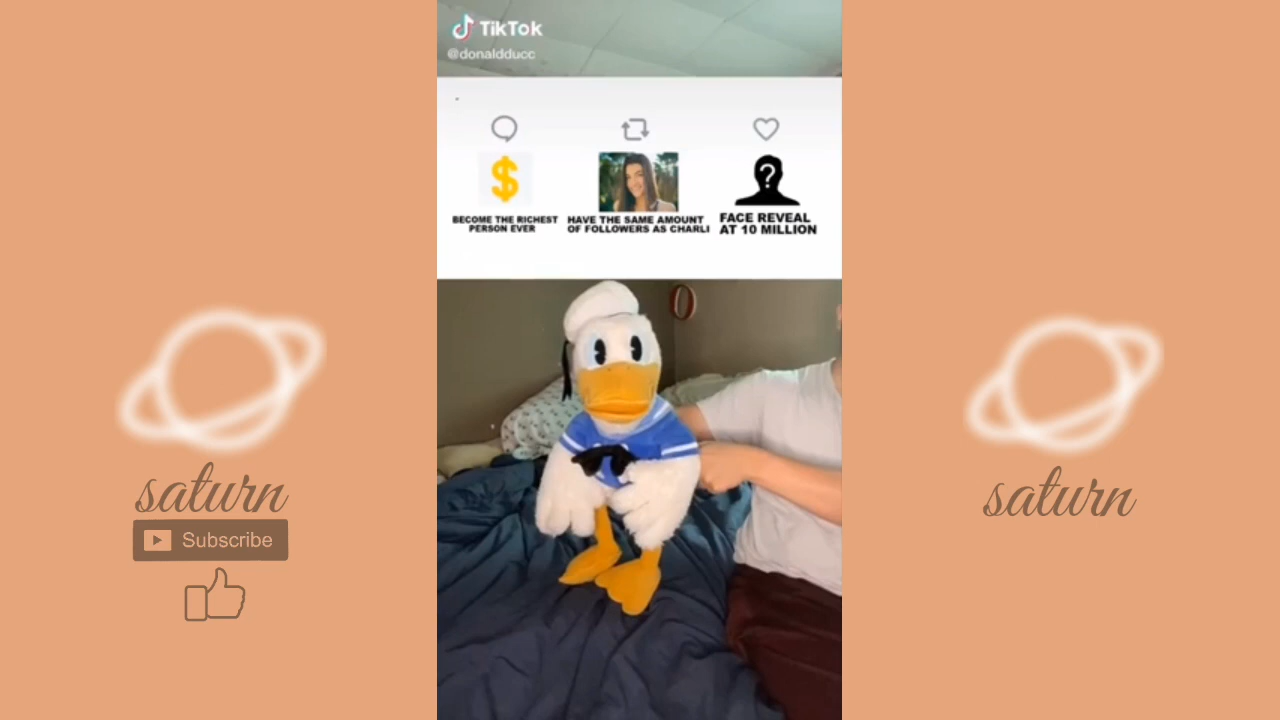 TikTok
@donaldducc
BECOME THE RICHEST
PERSON EVER
HAVE THE SAME AMOUNT
OF FOLLOWERS AS CHARLI
?
FACE REVEAL
AT 10 MILLION
$
O
saturn
Subscribe
saturn